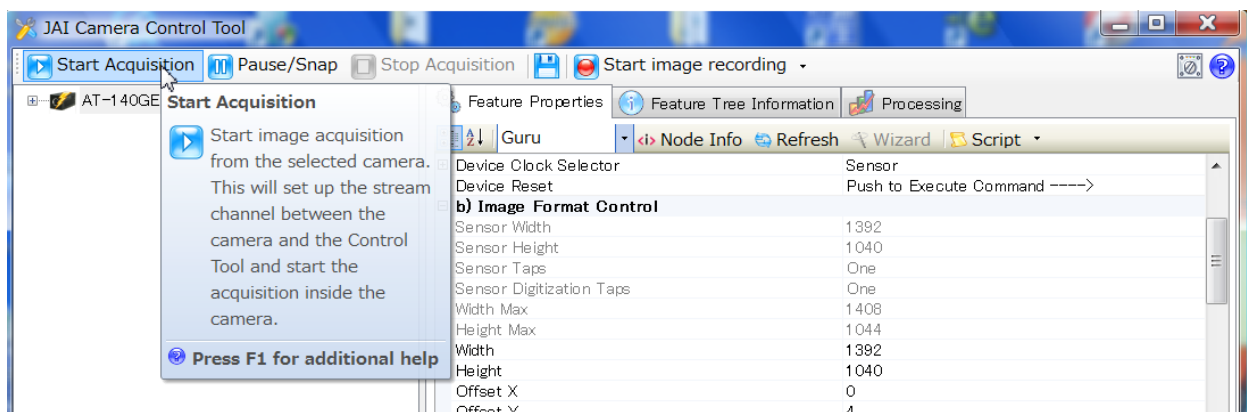 JAI Camera Control Tool
Start Acquisition Pause/Snap Stop Acquisition Start image recording
AT-140GE
Start Acquisition
Start image acquisition
from the selected camera.
This will set up the stream
channel between the
camera and the Control
Tool and start the
acquisition inside the
camera.
Press F1 for additional help
Feature Properties Feature Tree Information Processing
Guru <i> Node Info Refresh Wizard Script
Device Clock Selector Sensor
Device Reset Push to Execute Command ---->
b) Image Format Control
Sensor Width 1392
Sensor Height 1040
Sensor Taps One
Sensor Digitization Taps One
Width Max 1408
Height Max 1044
Width 1392
Height 1040
Offset X 0
Offset Y 4